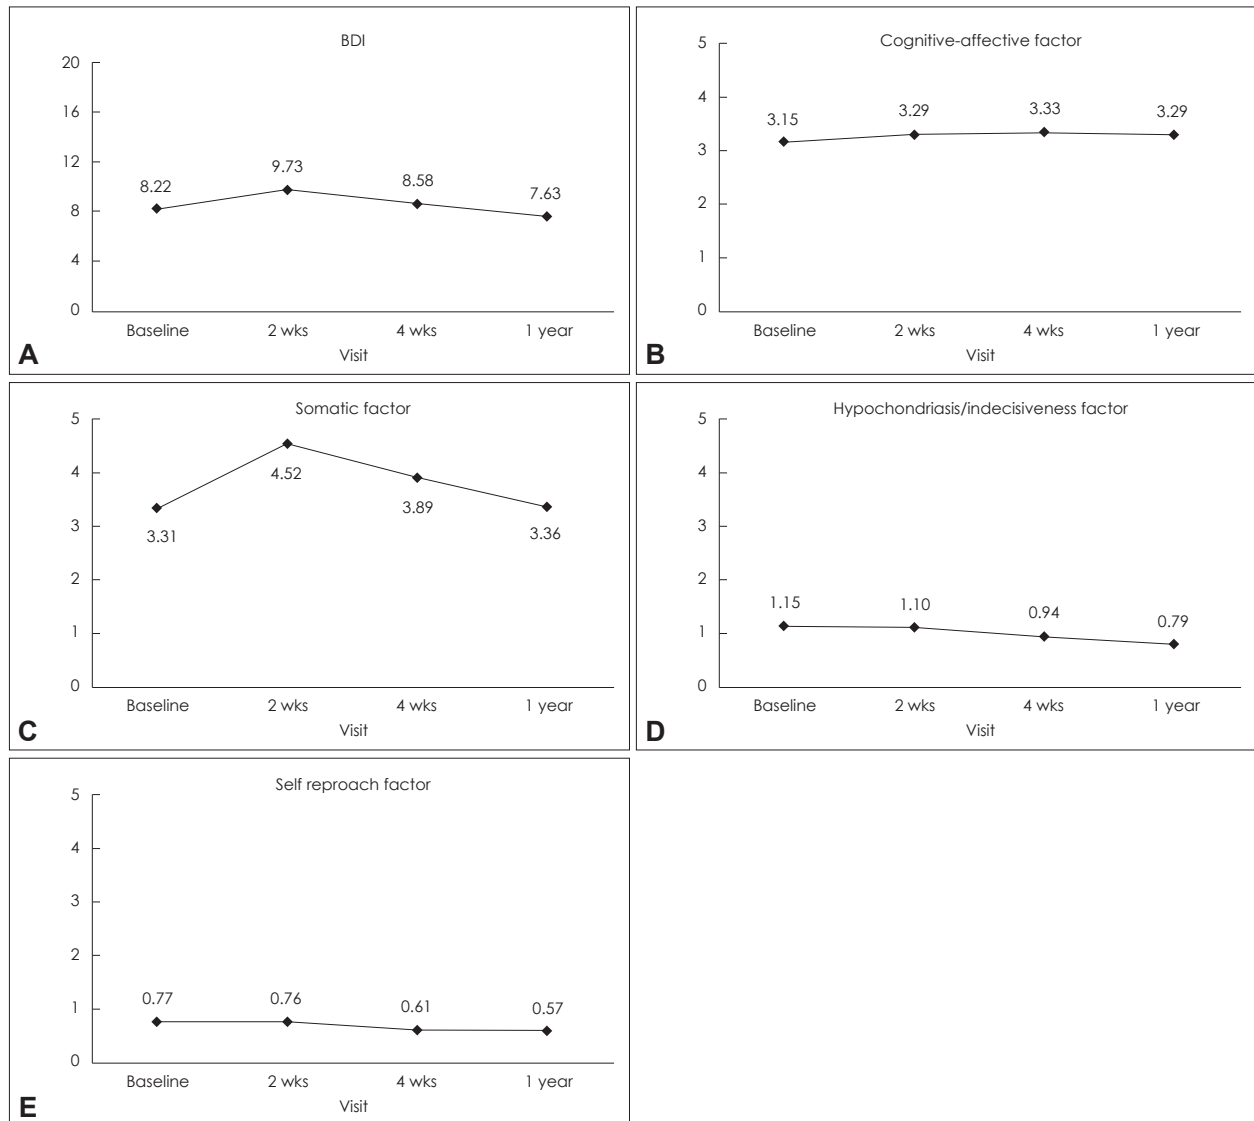 BDI
20
16
12
8
4
0
8.22
9.73
8.58
7.63
Baseline 2 wks 4 wks 1 year
Visit
A
Cognitive-affective factor
5
4
3
2
1
0
3.15
3.29
3.33
3.29
Baseline 2 wks 4 wks 1 year
Visit
B
Somatic factor
5
4
3
2
1
0
3.31
4.52
3.89
3.36
Baseline 2 wks 4 wks 1 year
Visit
C
Hypochondriasis/indecisiveness factor
5
4
3
2
1
0
1.15
1.10
0.94
0.79
Baseline 2 wks 4 wks 1 year
Visit
D
Self reproach factor
5
4
3
2
1
0
0.77
0.76
0.61
0.57
Baseline 2 wks 4 wks 1 year
Visit
E